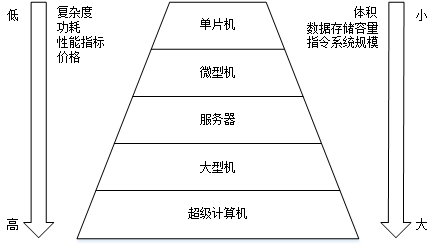 低
复杂度
功耗
性能指标
价格
高
单片机
微型机
服务器
大型机
超级计算机
体积
数据存储容量
指令系统规模
小
大